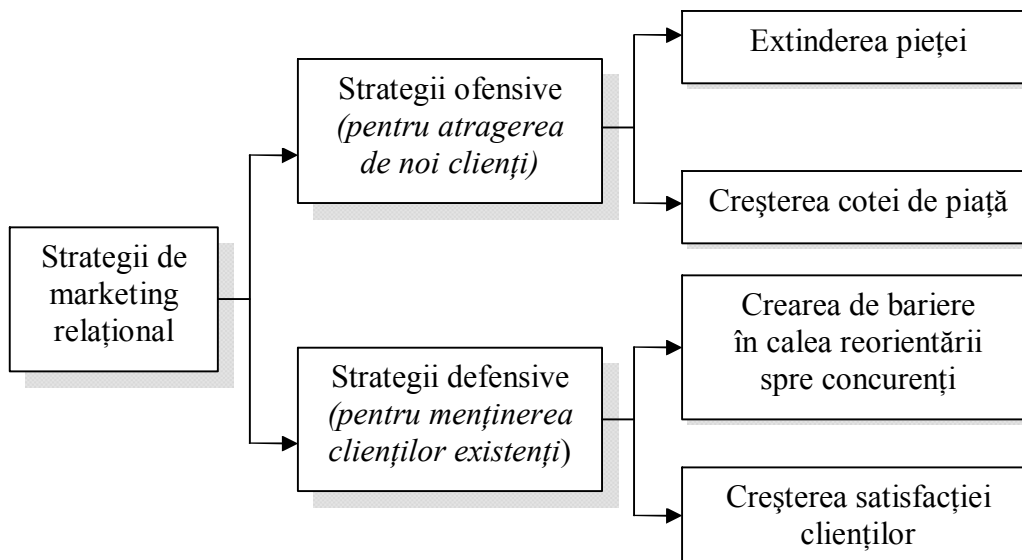 Strategii de
marketing
relațional
Strategii ofensive
(pentru atragerea
de noi clienți)
Extinderea pieței
Creşterea cotei de piață
Strategii defensive
(pentru menținerea
clienților existenți)
Crearea de bariere
în calea reorientării
spre concurenți
Creşterea satisfacției
clienților